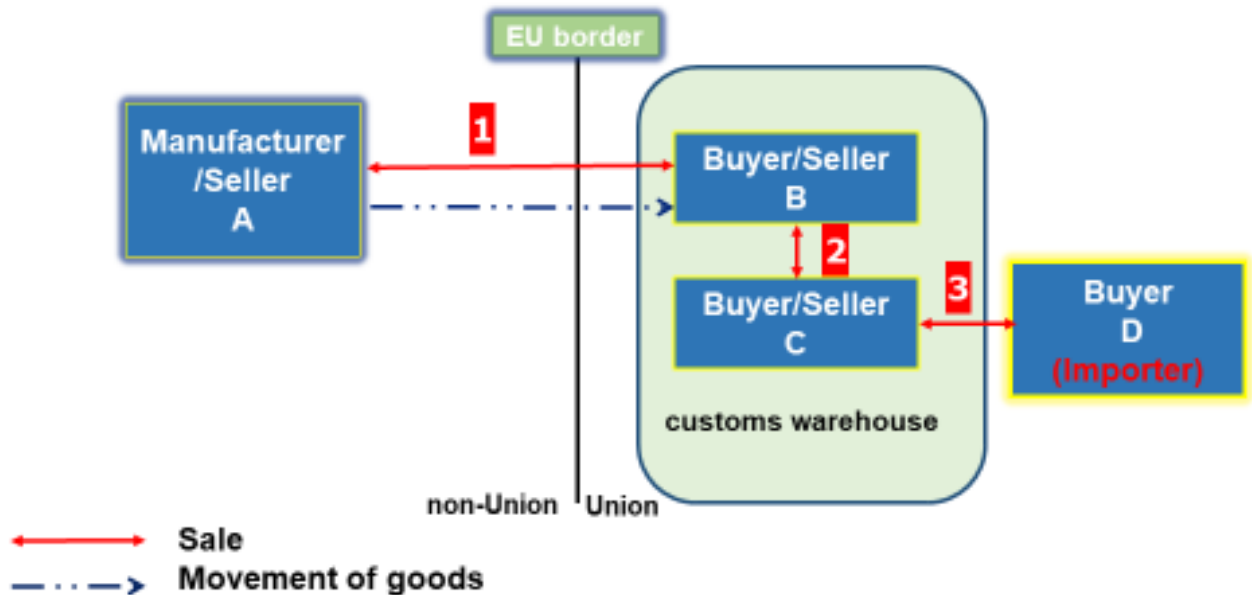 EU border
Manufacturer
/Seller
A
1
Buyer/Seller
B
2
Buyer/Seller
C
3
Buyer
D
(Importer)
customs warehouse
non-Union
Union
Sale
Movement of goods